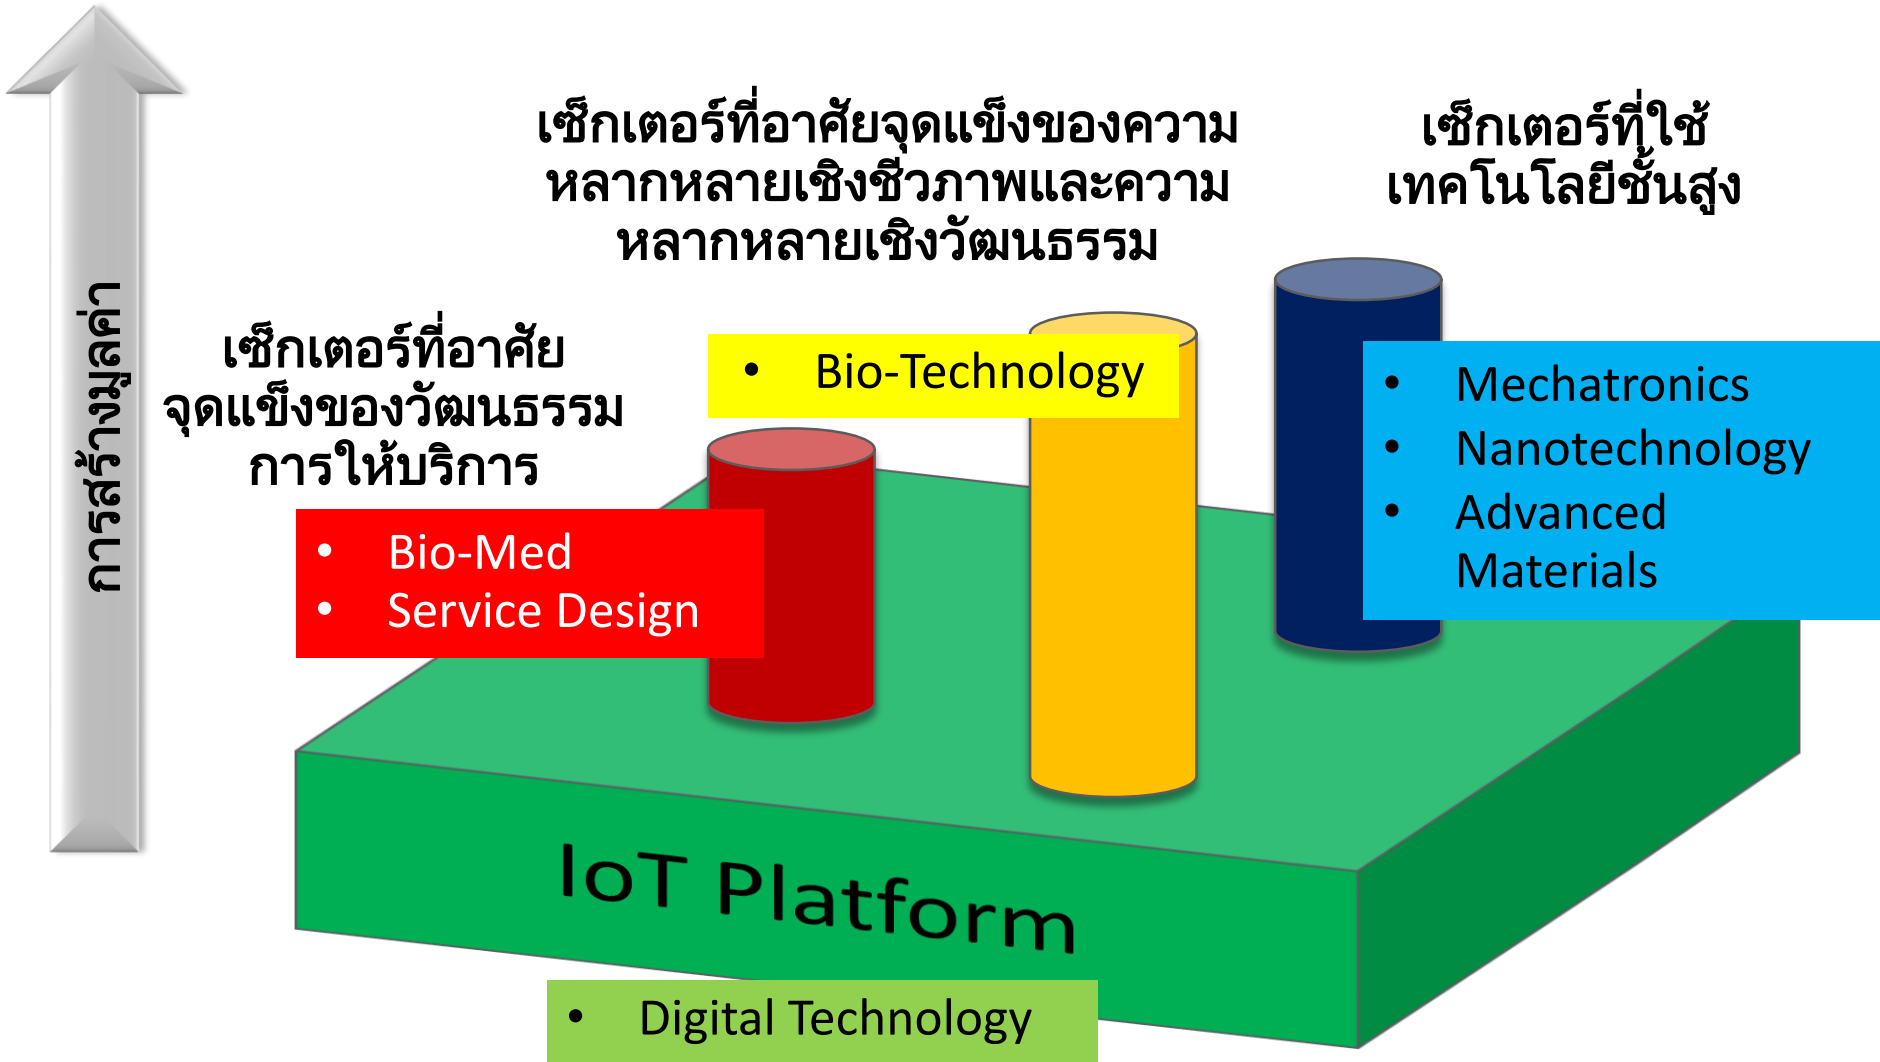 การสร้างมูลค่า
เซ็กเตอร์ที่อาศัย
จุดแข็งของวัฒนธรรม
การให้บริการ
• Bio-Med
• Service Design
เซ็กเตอร์ที่อาศัยจุดแข็งของความ
หลากหลายเชิงชีวภาพและความ
หลากหลายเชิงวัฒนธรรม
• Bio-Technology
เซ็กเตอร์ที่ใช้
เทคโนโลยีชั้นสูง
• Mechatronics
• Nanotechnology
• Advanced
Materials
IoT Platform
• Digital Technology